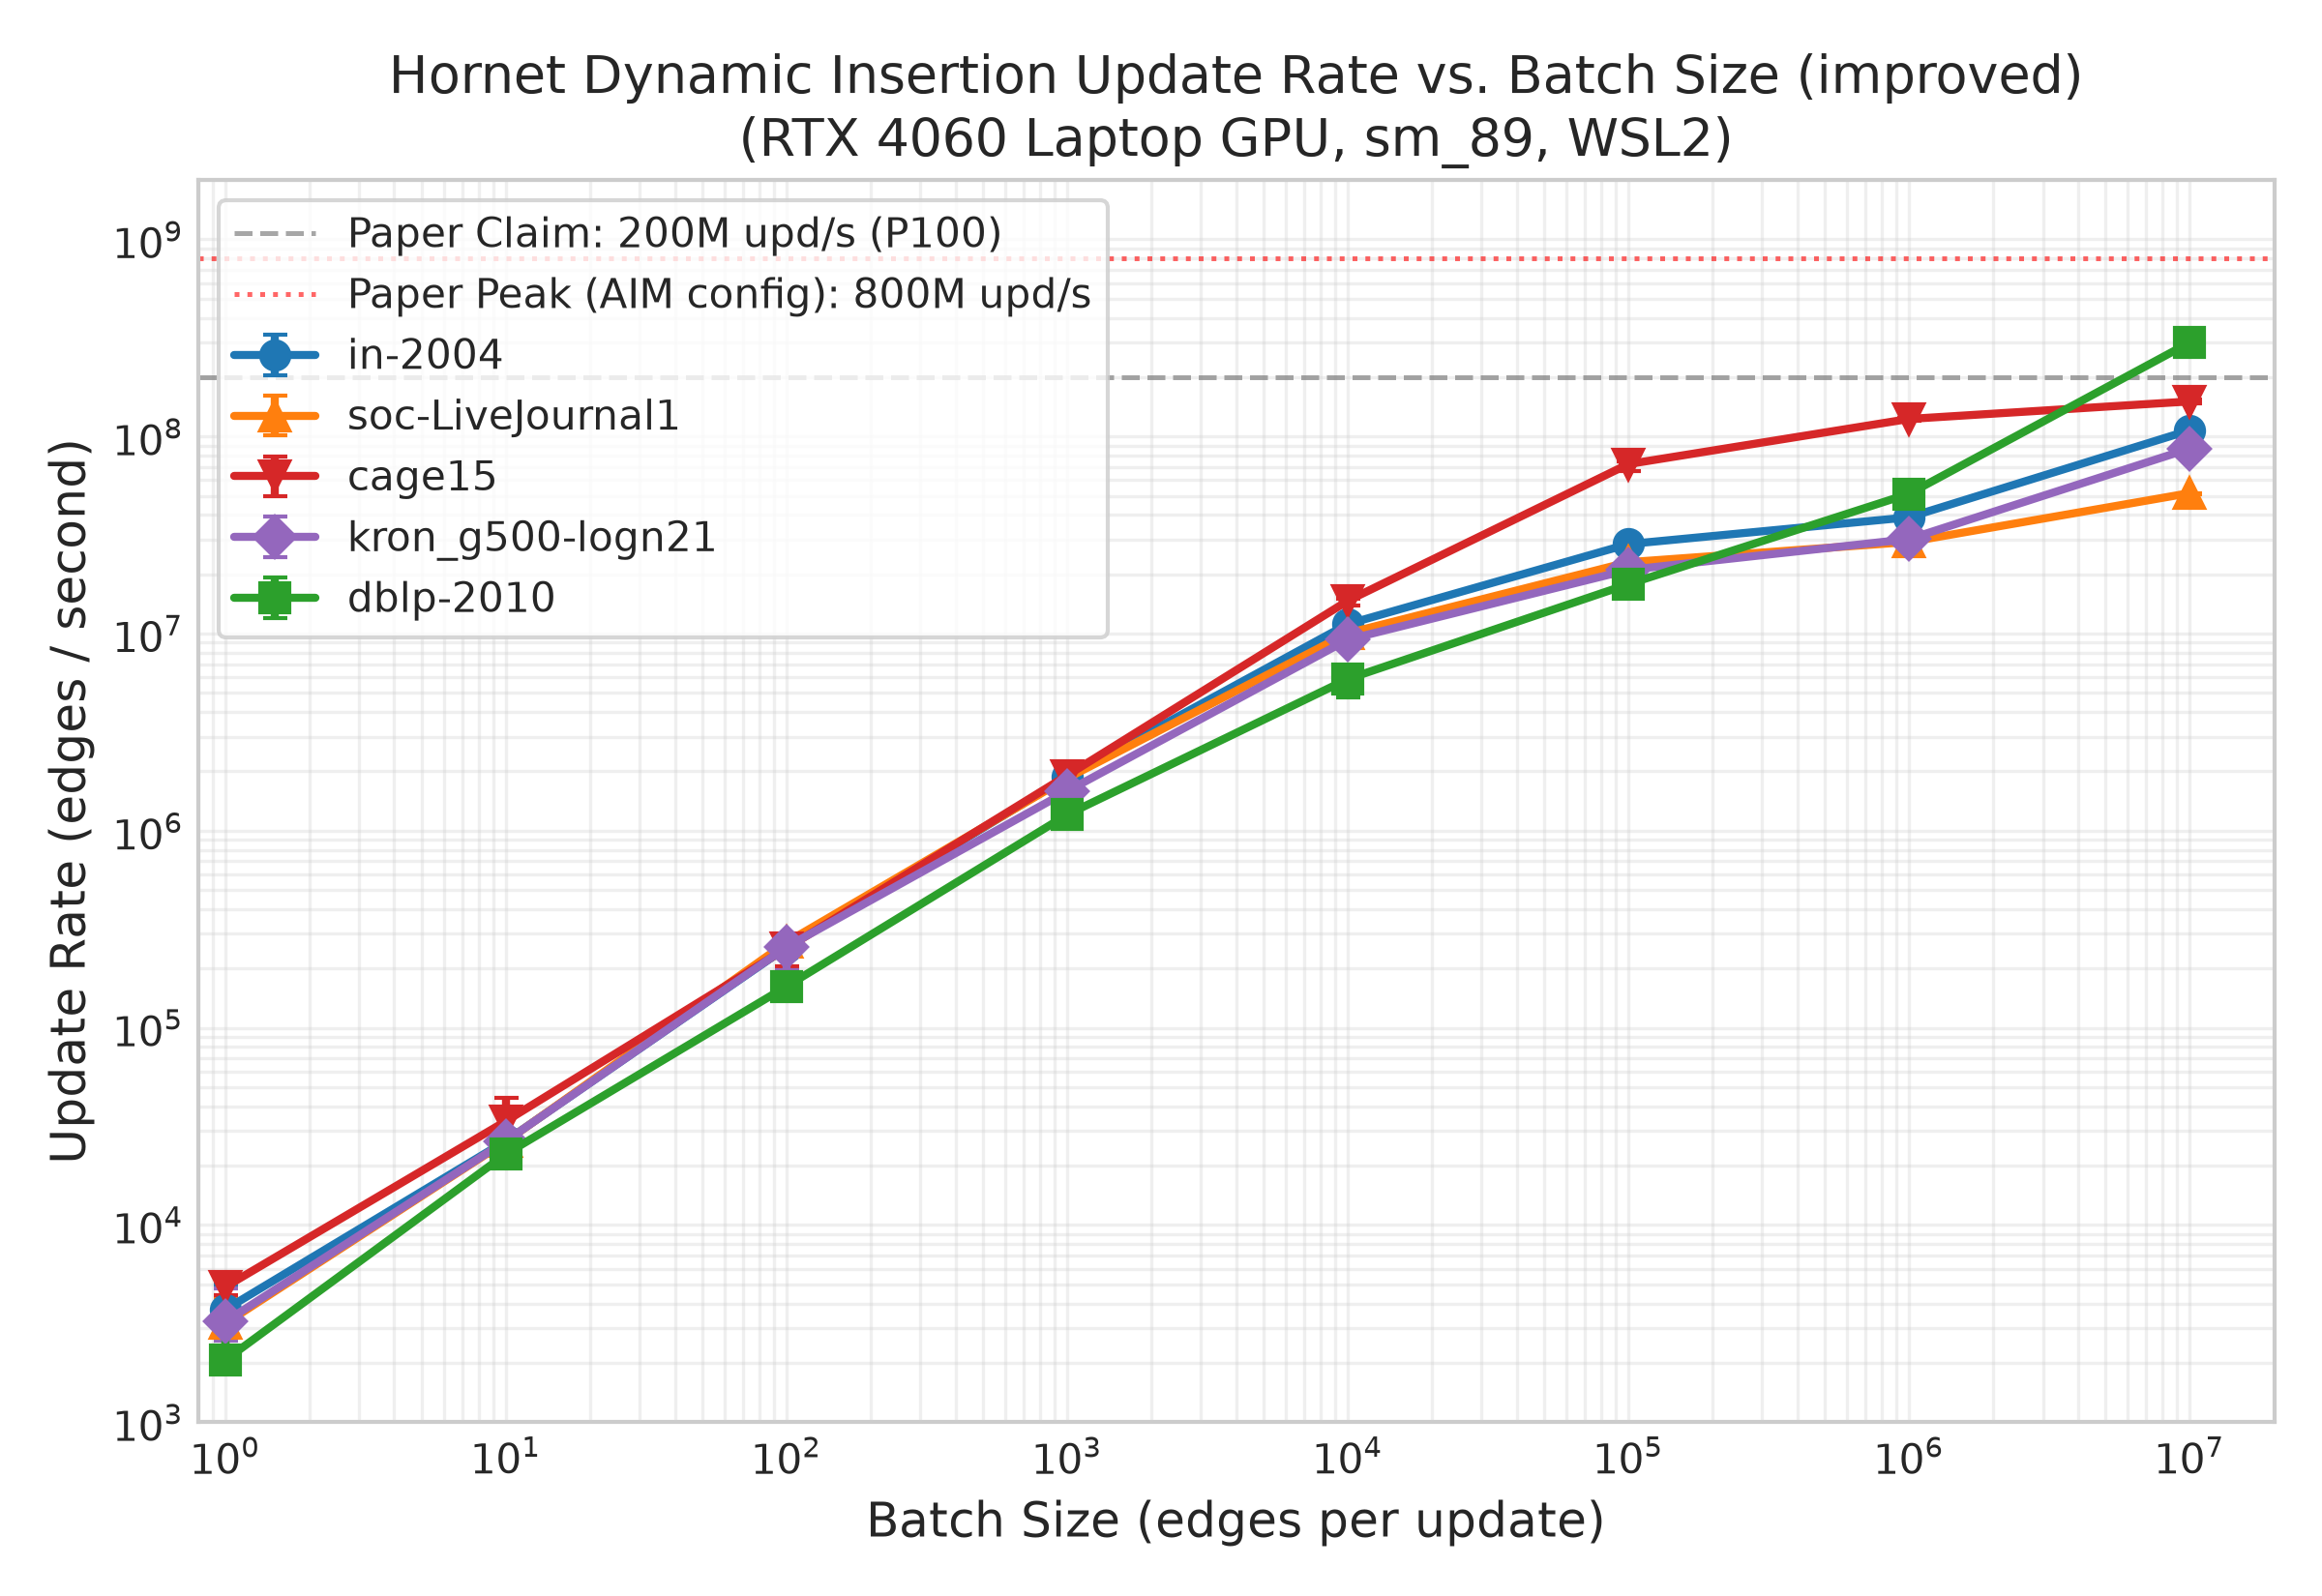 Hornet Dynamic Insertion Update Rate vs. Batch Size (improved)
(RTX 4060 Laptop GPU, sm_89, WSL2)
Paper Claim: 200M upd/s (P100)
Paper Peak (AIM config): 800M upd/s
in-2004
soc-LiveJournal1
cage15
kron_g500-logn21
dblp-2010
Update Rate (edges / second)
10⁹
10⁸
10⁷
10⁶
10⁵
10⁴
10³
10⁰ 10¹ 10² 10³ 10⁴ 10⁵ 10⁶ 10⁷
Batch Size (edges per update)